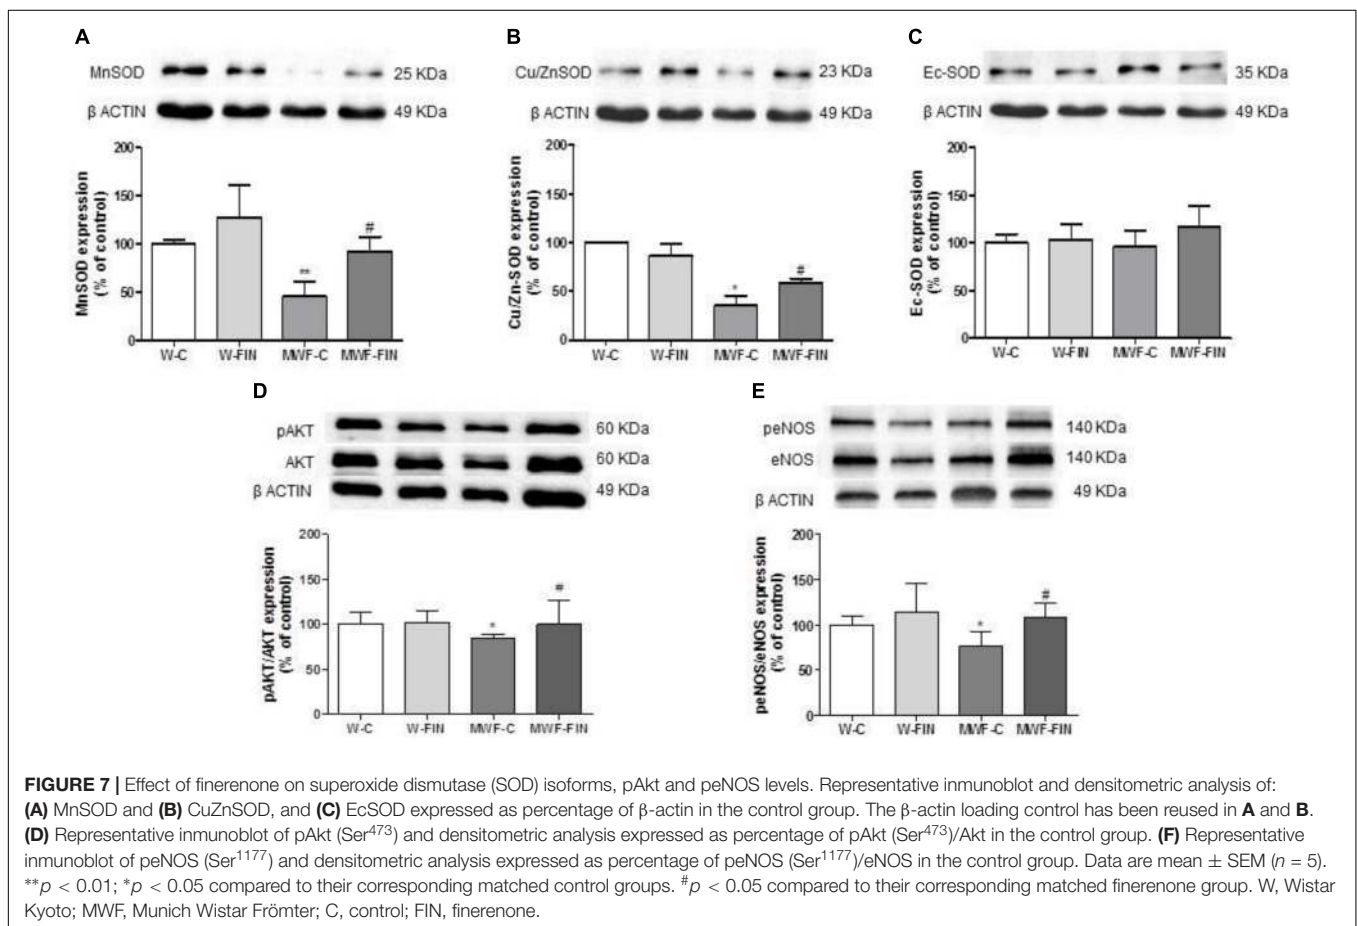 A
MnSOD 25 KDa
β ACTIN 49 KDa
MnSOD expression
(% of control)
200
150
100
50
0
** #
W-C W-FIN MWF-C MWF-FIN
B
Cu/ZnSOD 23 KDa
β ACTIN 49 KDa
Cu/Zn-SOD expression
(% of control)
200
150
100
50
0
* #
W-C W-FIN MWF-C MWF-FIN
C
Ec-SOD 35 KDa
β ACTIN 49 KDa
Ec-SOD expression
(% of control)
200
150
100
50
0
W-C W-FIN MWF-C MWF-FIN
D
pAKT 60 KDa
AKT 60 KDa
β ACTIN 49 KDa
pAKT/AKT expression
(% of control)
200
150
100
50
0
* #
W-C W-FIN MWF-C MWF-FIN
E
peNOS 140 KDa
eNOS 140 KDa
β ACTIN 49 KDa
peNOS/eNOS expression
(% of control)
200
150
100
50
0
* #
W-C W-FIN MWF-C MWF-FIN
FIGURE 7 | Effect of finerenone on superoxide dismutase (SOD) isoforms, pAkt and peNOS levels. Representative inmunoblot and densitometric analysis of:
(A) MnSOD and (B) CuZnSOD, and (C) EcSOD expressed as percentage of β-actin in the control group. The β-actin loading control has been reused in A and B.
(D) Representative inmunoblot of pAkt (Ser473) and densitometric analysis expressed as percentage of pAkt (Ser473)/Akt in the control group. (F) Representative
inmunoblot of peNOS (Ser1177) and densitometric analysis expressed as percentage of peNOS (Ser1177)/eNOS in the control group. Data are mean ± SEM (n = 5).
**p < 0.01; *p < 0.05 compared to their corresponding matched control groups. #p < 0.05 compared to their corresponding matched finerenone group. W, Wistar
Kyoto; MWF, Munich Wistar Frömter; C, control; FIN, finerenone.